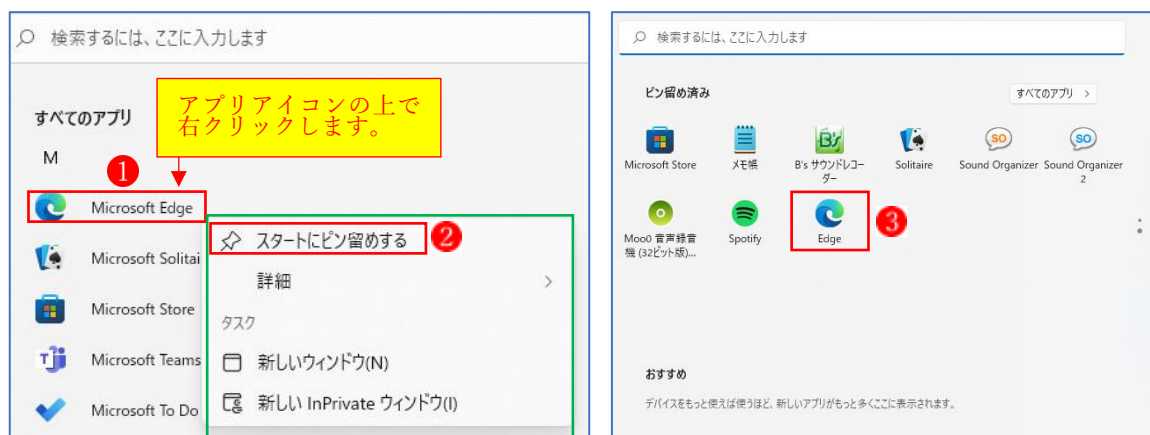 検索するには、ここに入力します
すべてのアプリ
アプリアイコンの上で
右クリックします。
M
1
Microsoft Edge
スタートにピン留めする
2
Microsoft Solitai
詳細
Microsoft Store
タスク
Microsoft Teams
新しいウィンドウ(N)
Microsoft To Do
新しい InPrivate ウィンドウ(I)
検索するには、ここに入力します
ピン留め済み
すべてのアプリ
Microsoft Store
メモ帳
B's
B's サウンドレコー
ダー
Solitaire
SO
Sound Organizer
SO
Sound Organizer
2
Moo0 音声録音
機 (32ビット版)...
Spotify
Edge
3
おすすめ
デバイスをもっと使えば使うほど、新しいアプリがもっと多くここに表示されます。